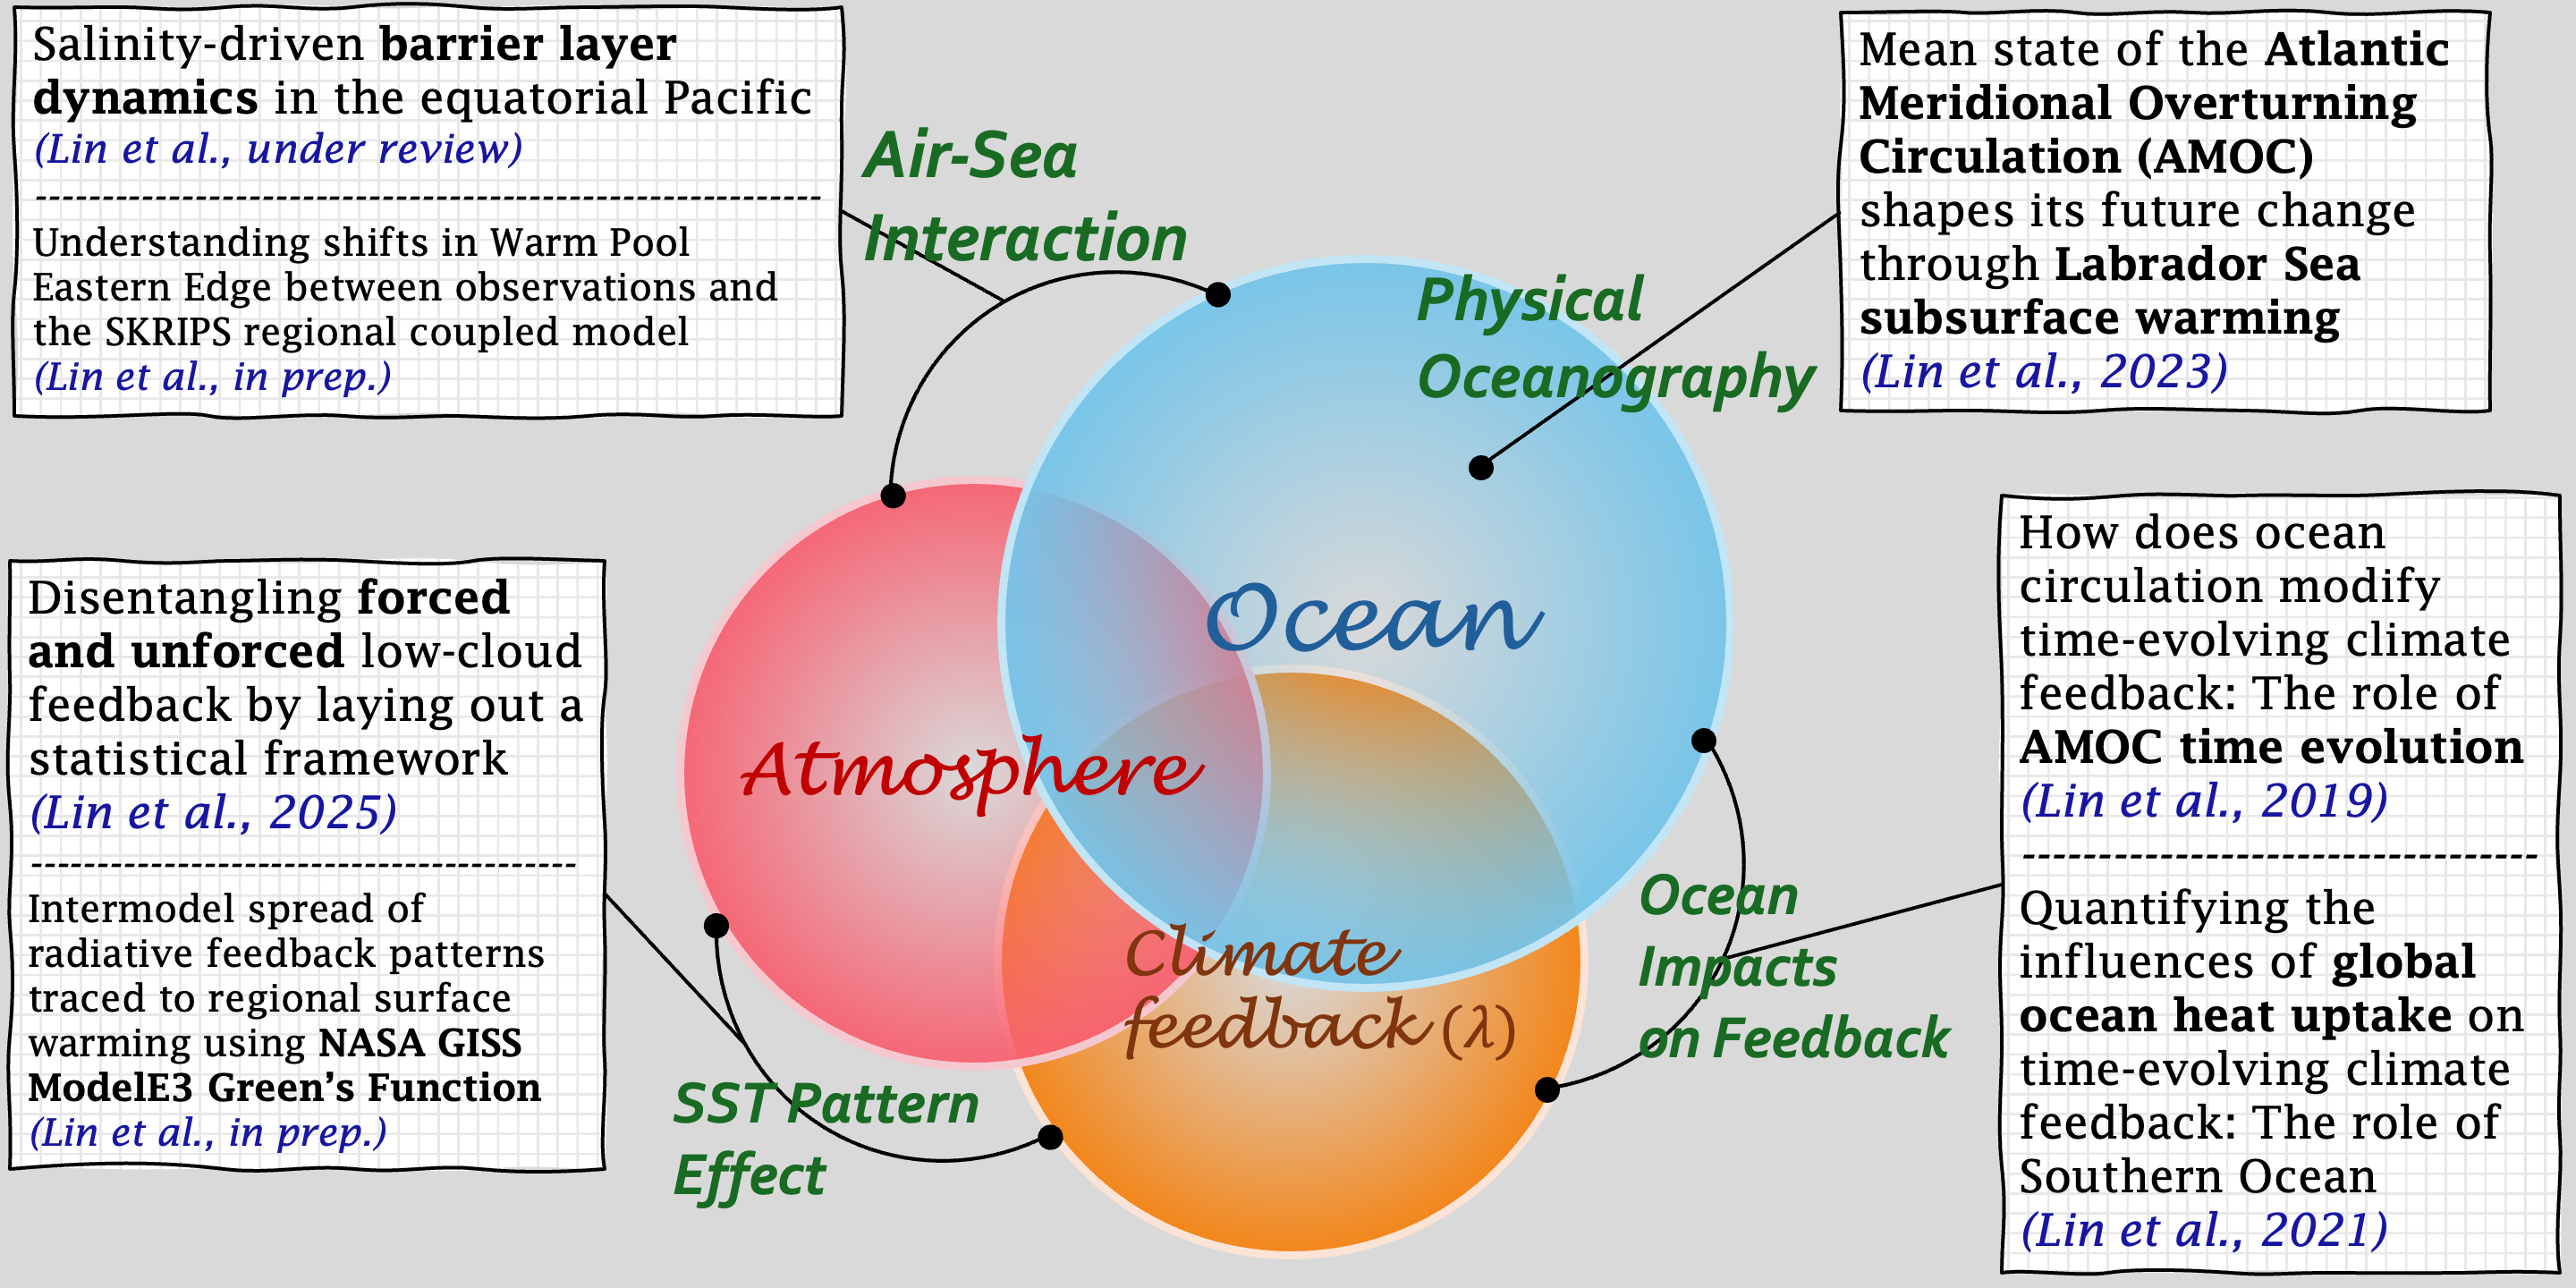 Salinity-driven barrier layer
dynamics in the equatorial Pacific
(Lin et al., under review)
Understanding shifts in Warm Pool
Eastern Edge between observations and
the SKRIPS regional coupled model
(Lin et al., in prep.)
Air-Sea
Interaction
Physical
Oceanography
Mean state of the Atlantic
Meridional Overturning
Circulation (AMOC)
shapes its future change
through Labrador Sea
subsurface warming
(Lin et al., 2023)
Disentangling forced
and unforced low-cloud
feedback by laying out a
statistical framework
(Lin et al., 2025)
Intermodel spread of
radiative feedback patterns
traced to regional surface
warming using NASA GISS
ModelE3 Green’s Function
(Lin et al., in prep.)
Ocean
Atmosphere
Climate
feedback (λ)
SST Pattern
Effect
Ocean
Impacts
on Feedback
How does ocean
circulation modify
time-evolving climate
feedback: The role of
AMOC time evolution
(Lin et al., 2019)
Quantifying the
influences of global
ocean heat uptake on
time-evolving climate
feedback: The role of
Southern Ocean
(Lin et al., 2021)